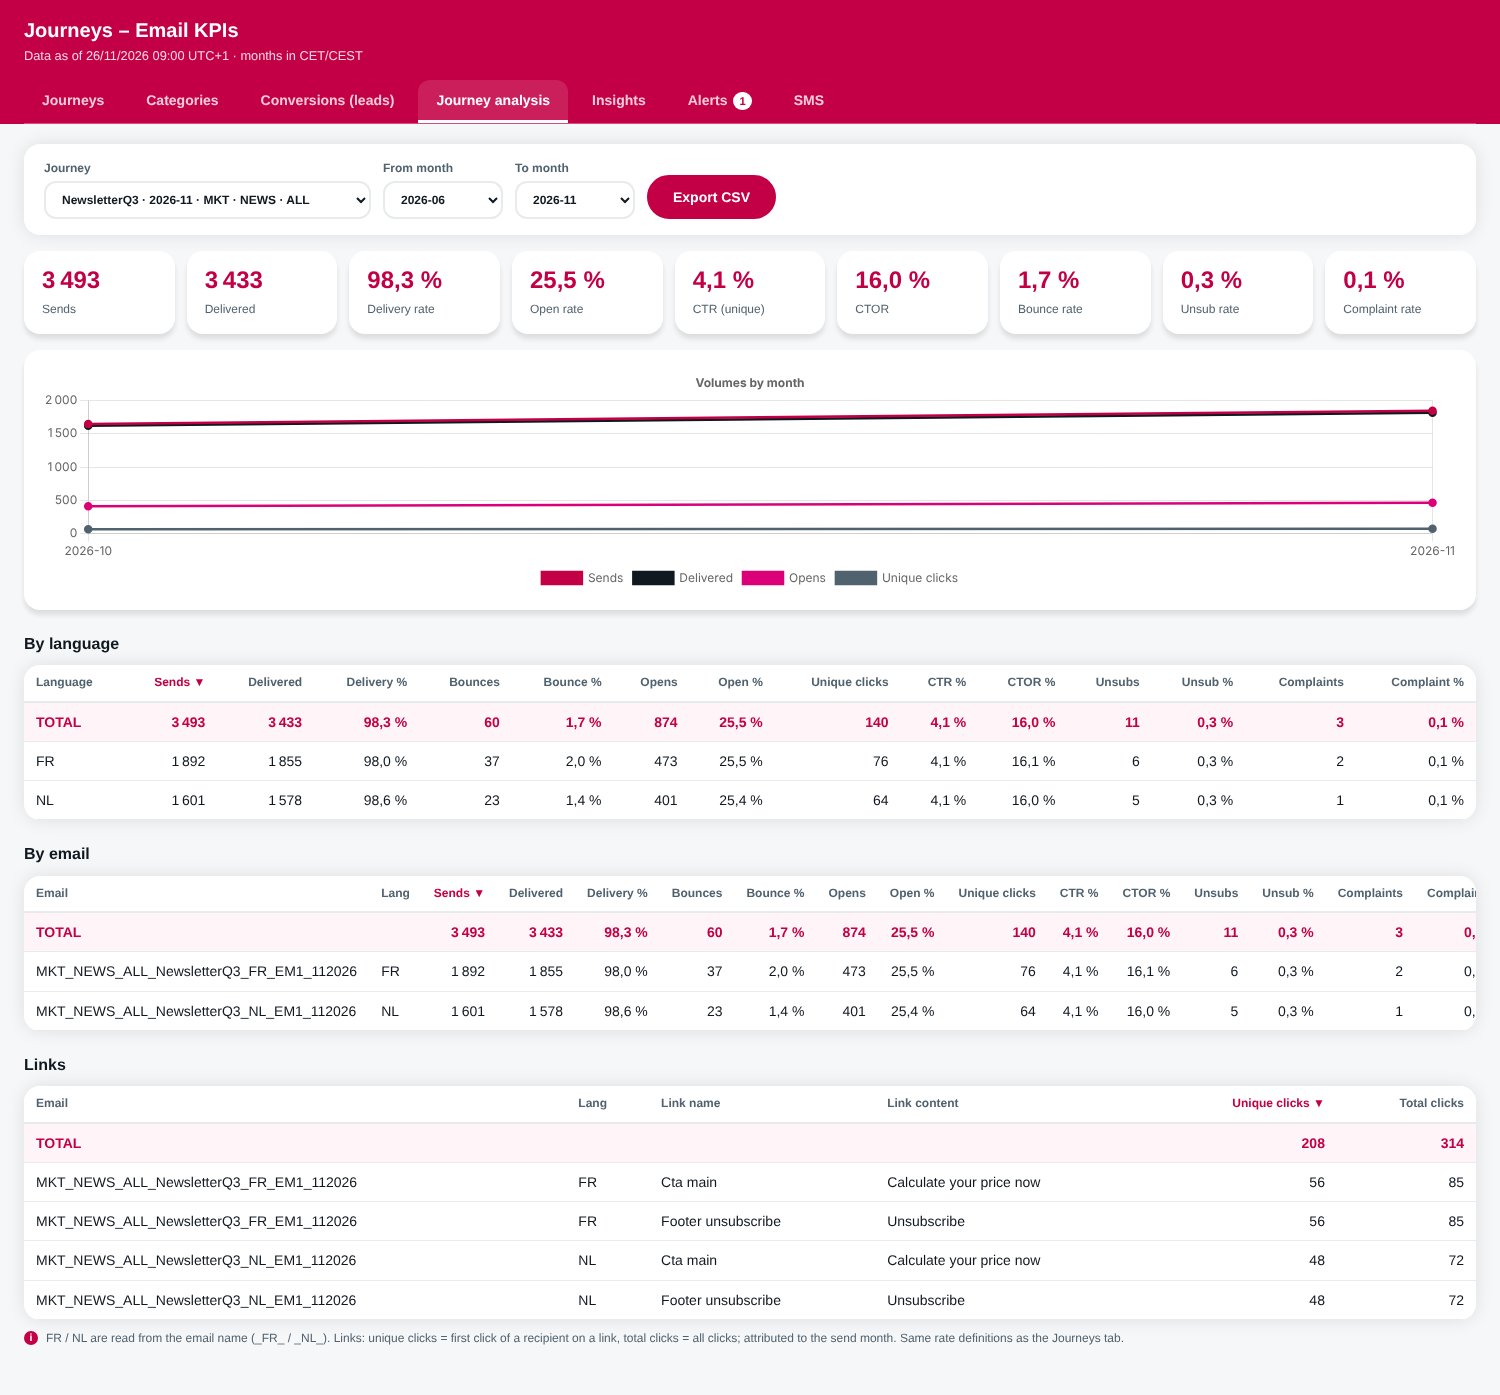 Journeys – Email KPIs
Data as of 26/11/2026 09:00 UTC+1 · months in CET/CEST
Journeys Categories Conversions (leads) Journey analysis Insights Alerts 1 SMS
Journey From month To month
NewsletterQ3 · 2026-11 · MKT · NEWS · ALL 2026-06 2026-11 Export CSV
3 493 3 433 98,3 % 25,5 % 4,1 % 16,0 % 1,7 % 0,3 % 0,1 %
Sends Delivered Delivery rate Open rate CTR (unique) CTOR Bounce rate Unsub rate Complaint rate
Volumes by month
2 000
1 500
1 000
500
0
2026-10 2026-11
Sends Delivered Opens Unique clicks
By language
Language Sends ▼ Delivered Delivery % Bounces Bounce % Opens Open % Unique clicks CTR % CTOR % Unsubs Unsub % Complaints Complaint %
TOTAL 3 493 3 433 98,3 % 60 1,7 % 874 25,5 % 140 4,1 % 16,0 % 11 0,3 % 3 0,1 %
FR 1 892 1 855 98,0 % 37 2,0 % 473 25,5 % 76 4,1 % 16,1 % 6 0,3 % 2 0,1 %
NL 1 601 1 578 98,6 % 23 1,4 % 401 25,4 % 64 4,1 % 16,0 % 5 0,3 % 1 0,1 %
By email
Email Lang Sends ▼ Delivered Delivery % Bounces Bounce % Opens Open % Unique clicks CTR % CTOR % Unsubs Unsub % Complaints
TOTAL 3 493 3 433 98,3 % 60 1,7 % 874 25,5 % 140 4,1 % 16,0 % 11 0,3 % 3 0,
MKT_NEWS_ALL_NewsletterQ3_FR_EM1_112026 FR 1 892 1 855 98,0 % 37 2,0 % 473 25,5 % 76 4,1 % 16,1 % 6 0,3 % 2 0,
MKT_NEWS_ALL_NewsletterQ3_NL_EM1_112026 NL 1 601 1 578 98,6 % 23 1,4 % 401 25,4 % 64 4,1 % 16,0 % 5 0,3 % 1 0,
Links
Email Lang Link name Link content Unique clicks ▼ Total clicks
TOTAL 208 314
MKT_NEWS_ALL_NewsletterQ3_FR_EM1_112026 FR Cta main Calculate your price now 56 85
MKT_NEWS_ALL_NewsletterQ3_FR_EM1_112026 FR Footer unsubscribe Unsubscribe 56 85
MKT_NEWS_ALL_NewsletterQ3_NL_EM1_112026 NL Cta main Calculate your price now 48 72
MKT_NEWS_ALL_NewsletterQ3_NL_EM1_112026 NL Footer unsubscribe Unsubscribe 48 72
i FR / NL are read from the email name (_FR_ / _NL_). Links: unique clicks = first click of a recipient on a link, total clicks = all clicks; attributed to the send month. Same rate definitions as the Journeys tab.